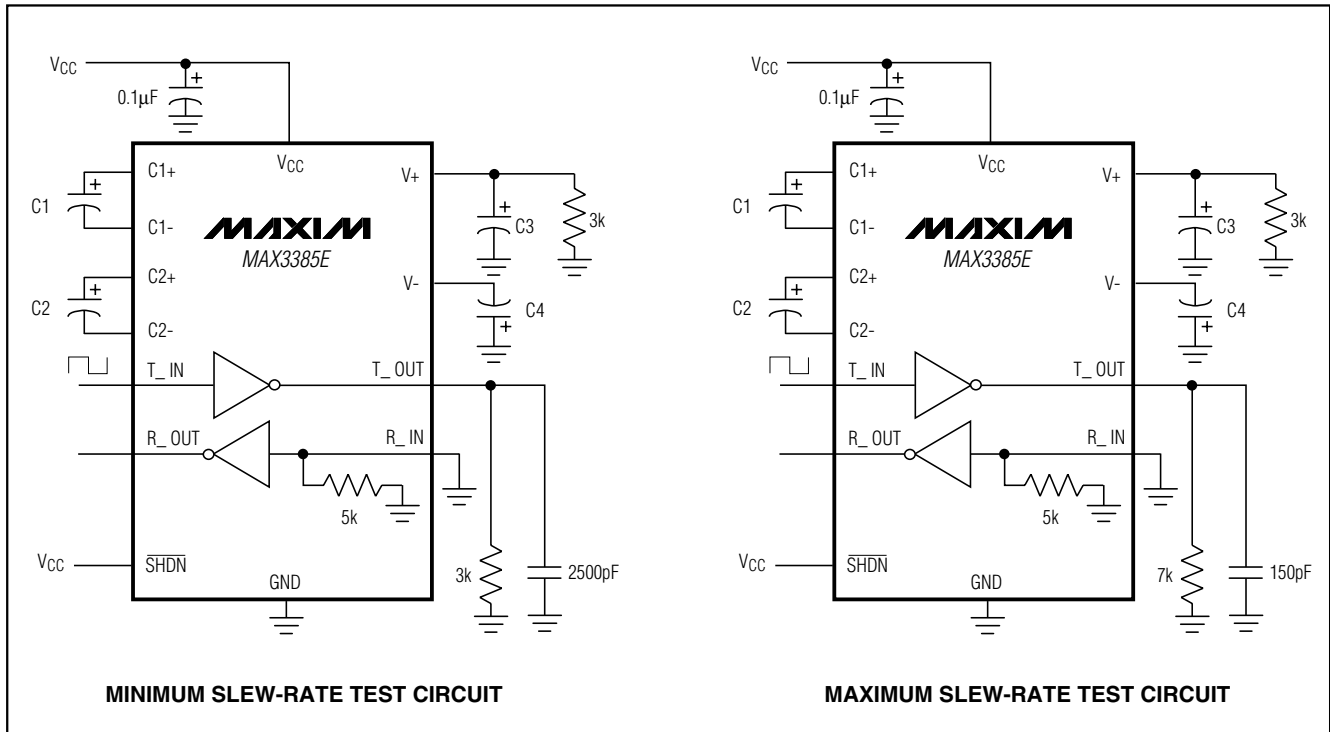 VCC
+
0.1µF
VCC
C1+
V+
C1
+
C1-
C3
+
3k
MAXIM
MAX3385E
C2+
V-
C2
+
C2-
C4
+
T_ IN
T_ OUT
R_ OUT
R_ IN
5k
VCC
SHDN
3k
2500pF
GND
MINIMUM SLEW-RATE TEST CIRCUIT
VCC
+
0.1µF
VCC
C1+
V+
C1
+
C1-
C3
+
3k
MAXIM
MAX3385E
C2+
V-
C2
+
C2-
C4
+
T_ IN
T_ OUT
R_ OUT
R_ IN
5k
VCC
SHDN
7k
150pF
GND
MAXIMUM SLEW-RATE TEST CIRCUIT